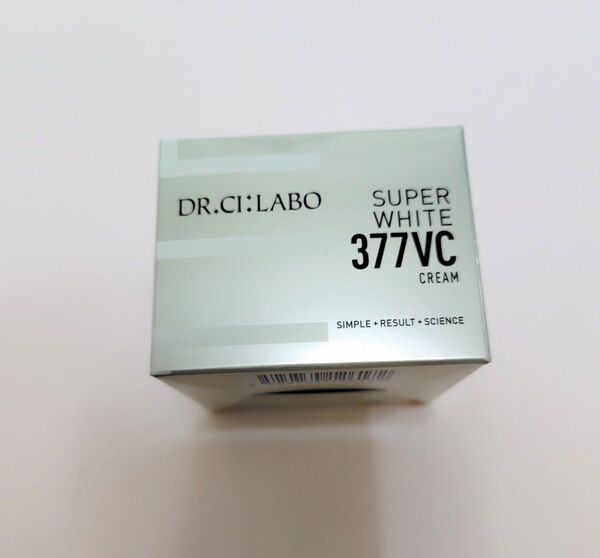 DR.CI:LABO
SUPER
WHITE
377VC
CREAM
SIMPLE+RESULT+SCIENCE